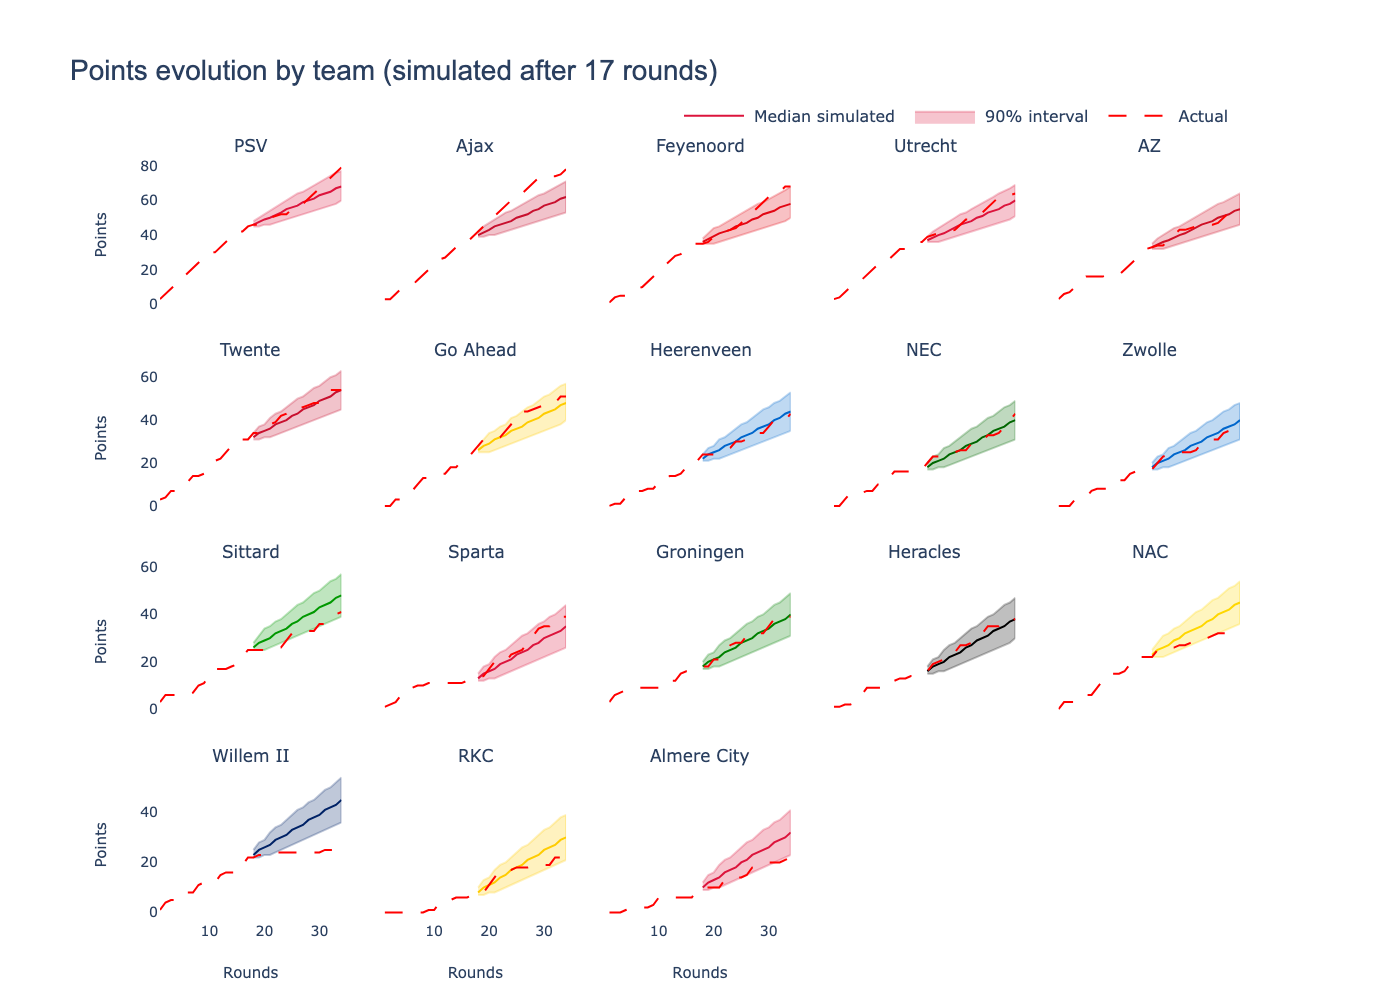 Points evolution by team (simulated after 17 rounds)
Median simulated 90% interval Actual
PSV Ajax Feyenoord Utrecht AZ
80
60
40
20
0
Points
Twente Go Ahead Heerenveen NEC Zwolle
60
40
20
0
Points
Sittard Sparta Groningen Heracles NAC
60
40
20
0
Points
Willem II RKC Almere City
40
20
0
Points
10 20 30 10 20 30 10 20 30
Rounds Rounds Rounds